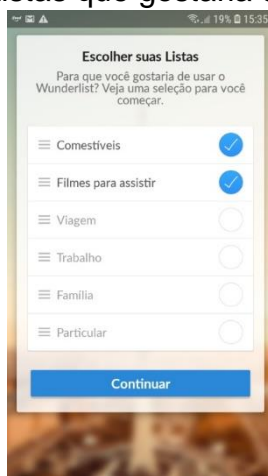 stas que gostaria
19% 15:35
Escolher suas Listas
Para que você gostaria de usar o
Wunderlist? Veja uma seleção para você
começar.
Comestíveis
Filmes para assistir
Viagem
Trabalho
Família
Particular
Continuar